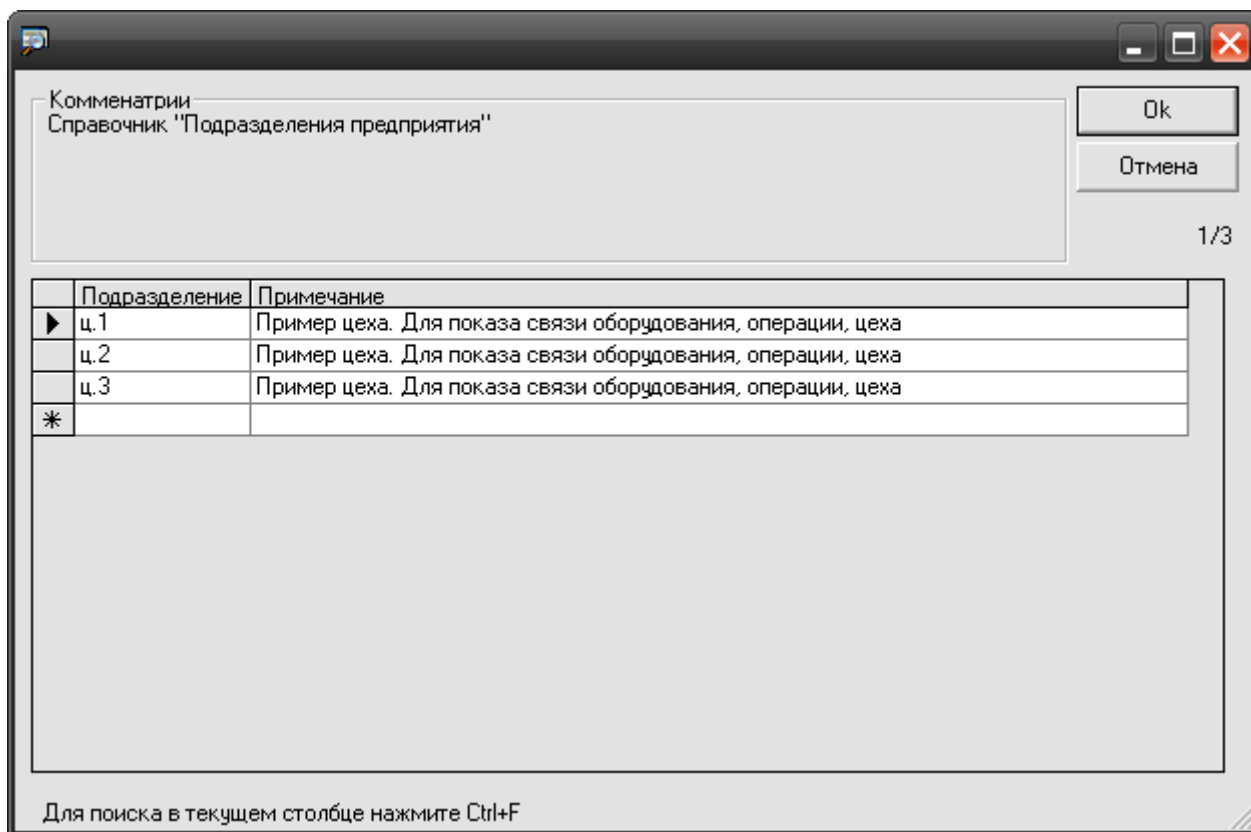 Комменатрии
Справочник "Подразделения предприятия"
Ok
Отмена
1/3
Подразделение Примечание
ц.1 Пример цеха. Для показа связи оборудования, операции, цеха
ц.2 Пример цеха. Для показа связи оборудования, операции, цеха
ц.3 Пример цеха. Для показа связи оборудования, операции, цеха
Для поиска в текущем столбце нажмите Ctrl+F